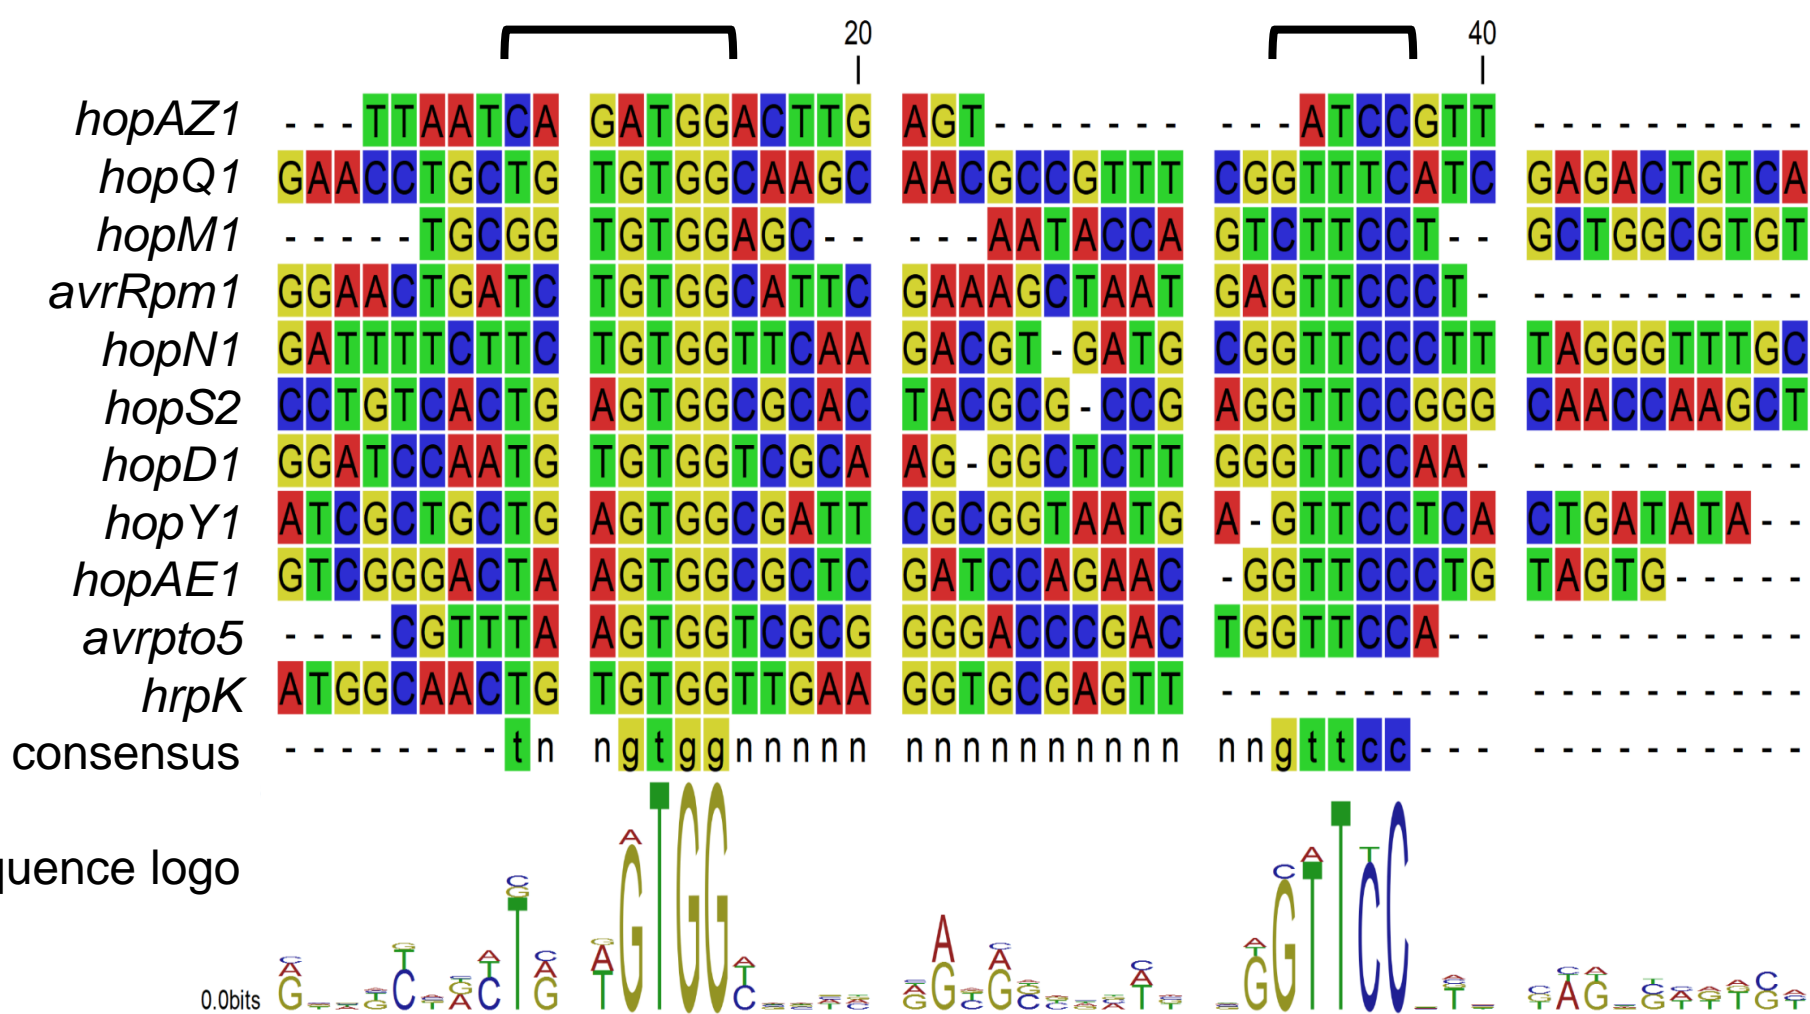 20 40
hopAZ1 - - - TTAATCA GATGGACTTG AGT - - - - - - - - - - ATCCGTT - - - - - - - - - -
hopQ1 GAACCTGCTG TGTGGCAAGC AACGCCGTTT CGGTTTCATC GAGACTGTCA
hopM1 - - - - - TGCGG TGTGGAGC - - - - - AATACCA GTCTTCCT - - GCTGGCGTGT
avrRpm1 GGAACTGATC TGTGGCATTC GAAAGCTAAT GAGTTCCCT - - - - - - - - - - -
hopN1 GATTTTCTTC TGTGGTTCAA GACGT - GATG CGGTTCCCTT TAGGGTTTGC
hopS2 CCTGTCACTG AGTGGCGCAC TACGCG - CCG AGGTTCCGGG CAACCAAGCT
hopD1 GGATCCAATG TGTGGTCGCA AG - GGCTCTT GGGTTCCAA - - - - - - - - - - -
hopY1 ATCGCTGCTG AGTGGCGATT CGCGGTAATG A - GTTCCTCA CTGATATA - -
hopAE1 GTCGGGACTA AGTGGCGCTC GATCCAGAAC - GGTTCCCTG TAGTG - - - - -
avrpto5 - - - - CGTTTA AGTGGTCGCG GGGACCCGAC TGGTTCCA - - - - - - - - - - - -
hrpK ATGGCAACTG TGTGGTTGAA GGTGCGAGTT - - - - - - - - - - - - - - - - - - - -
consensus - - - - - - - - tn ngtggnnnnn nnnnnnnnnn nngttcc - - - - - - - - - - - - -
quence logo
0.0bits